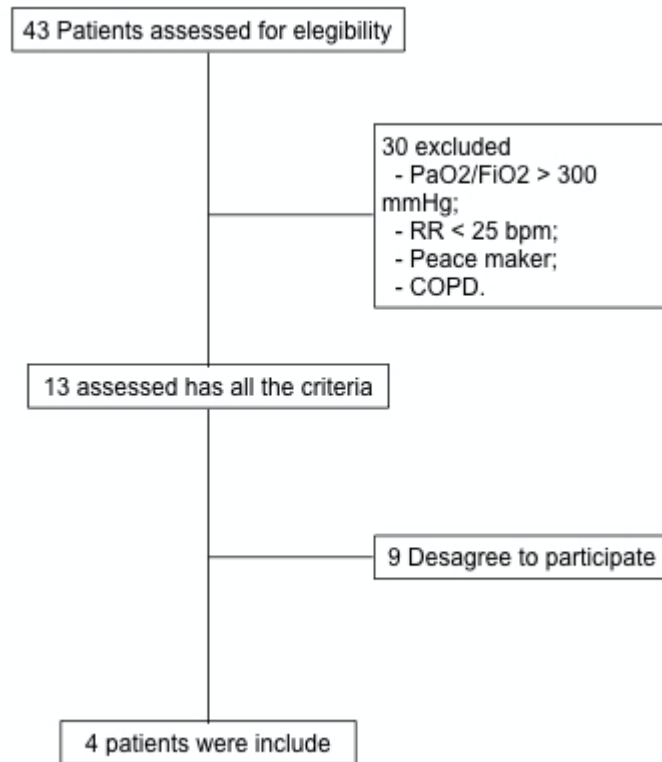 43 Patients assessed for elegibility
30 excluded
- PaO2/FiO2 > 300
mmHg;
- RR < 25 bpm;
- Peace maker;
- COPD.
13 assessed has all the criteria
9 Desagree to participate
4 patients were include